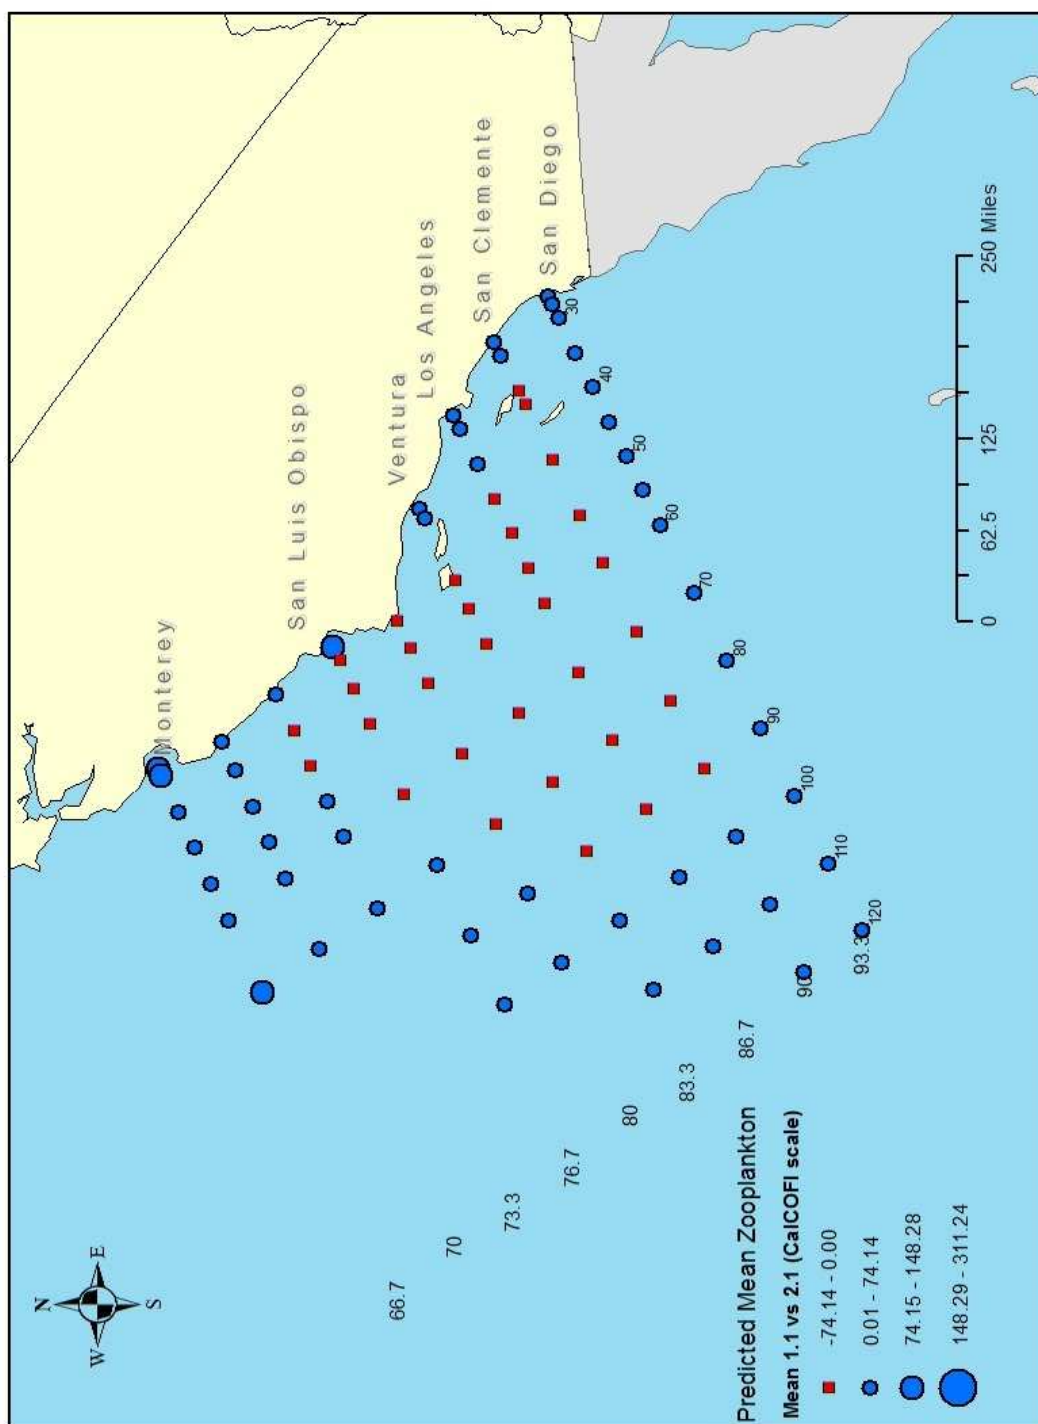 N
W
E
S
Monterey
San Luis Obispo
Ventura
Los Angeles
San Clemente
San Diego
30
40
50
60
70
80
90
100
110
120
66.7
70
73.3
76.7
80
83.3
86.7
90
93.3
Predicted Mean Zooplankton
Mean 1.1 vs 2.1 (CalCOFI scale)
-74.14 - 0.00
0.01 - 74.14
74.15 - 148.28
148.29 - 311.24
0 62.5 125 250 Miles